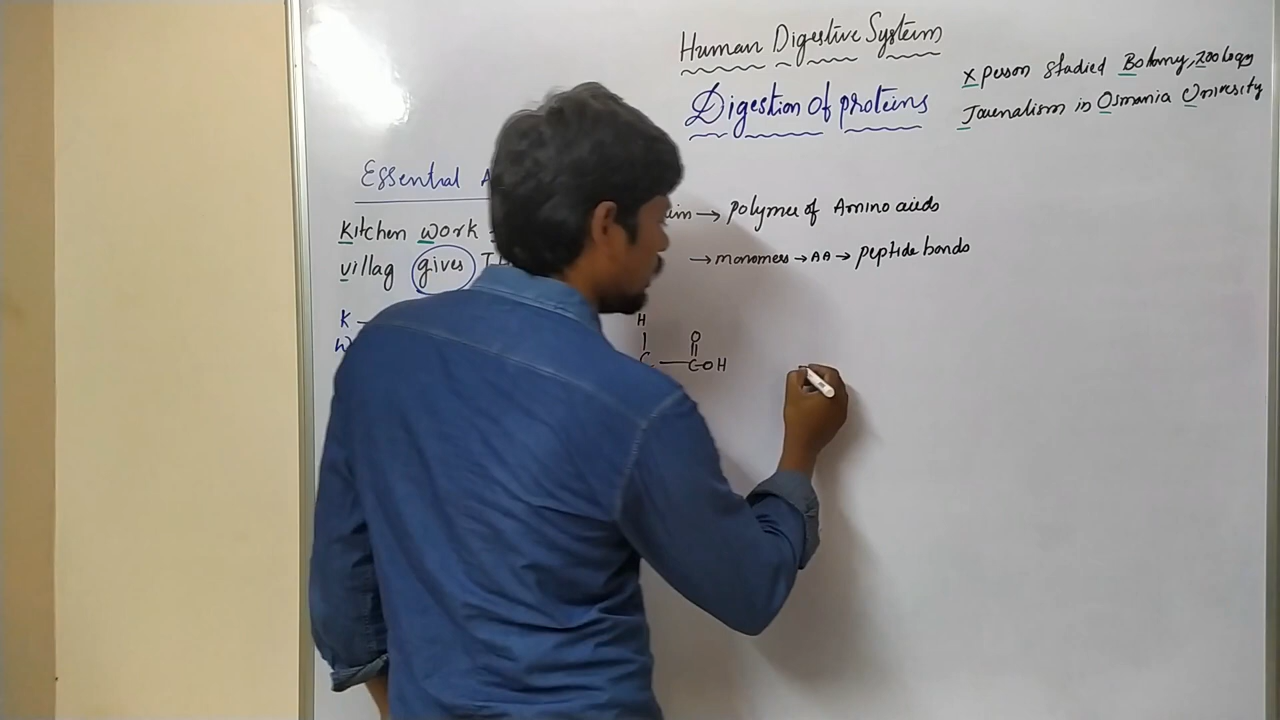 Human Digestive System
Digestion Of proteins
X person studied Botany, Zoology
Journalism in Osmania University
Essential A
Kitchen work
villag gives
K
W
ein → polymer of Amino acids
→ monomers → AA → peptide bonds
H
O
C — C-OH